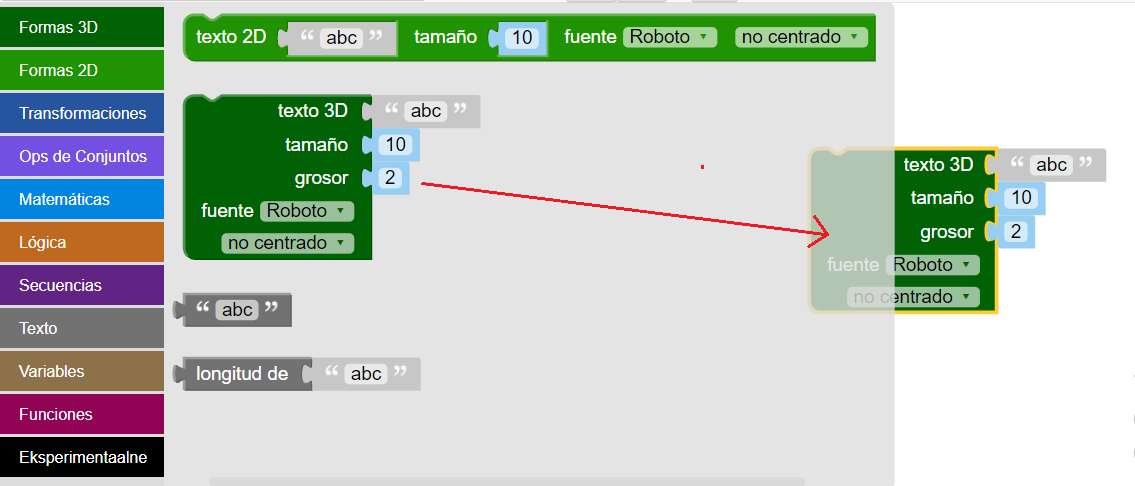 Formas 3D
Formas 2D
Transformaciones
Ops de Conjuntos
Matemáticas
Lógica
Secuencias
Texto
Variables
Funciones
Eksperimentaalne
texto 2D “ abc ” tamaño 10 fuente Roboto no centrado
texto 3D “ abc ”
tamaño 10
grosor 2
fuente Roboto
no centrado
“ abc ”
longitud de “ abc ”
texto 3D “ abc ”
tamaño 10
grosor 2
fuente Roboto
no centrado